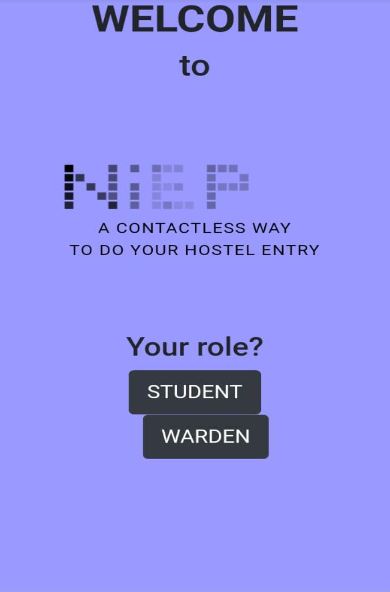 WELCOME
to
NiEP
A CONTACTLESS WAY
TO DO YOUR HOSTEL ENTRY
Your role?
STUDENT
WARDEN